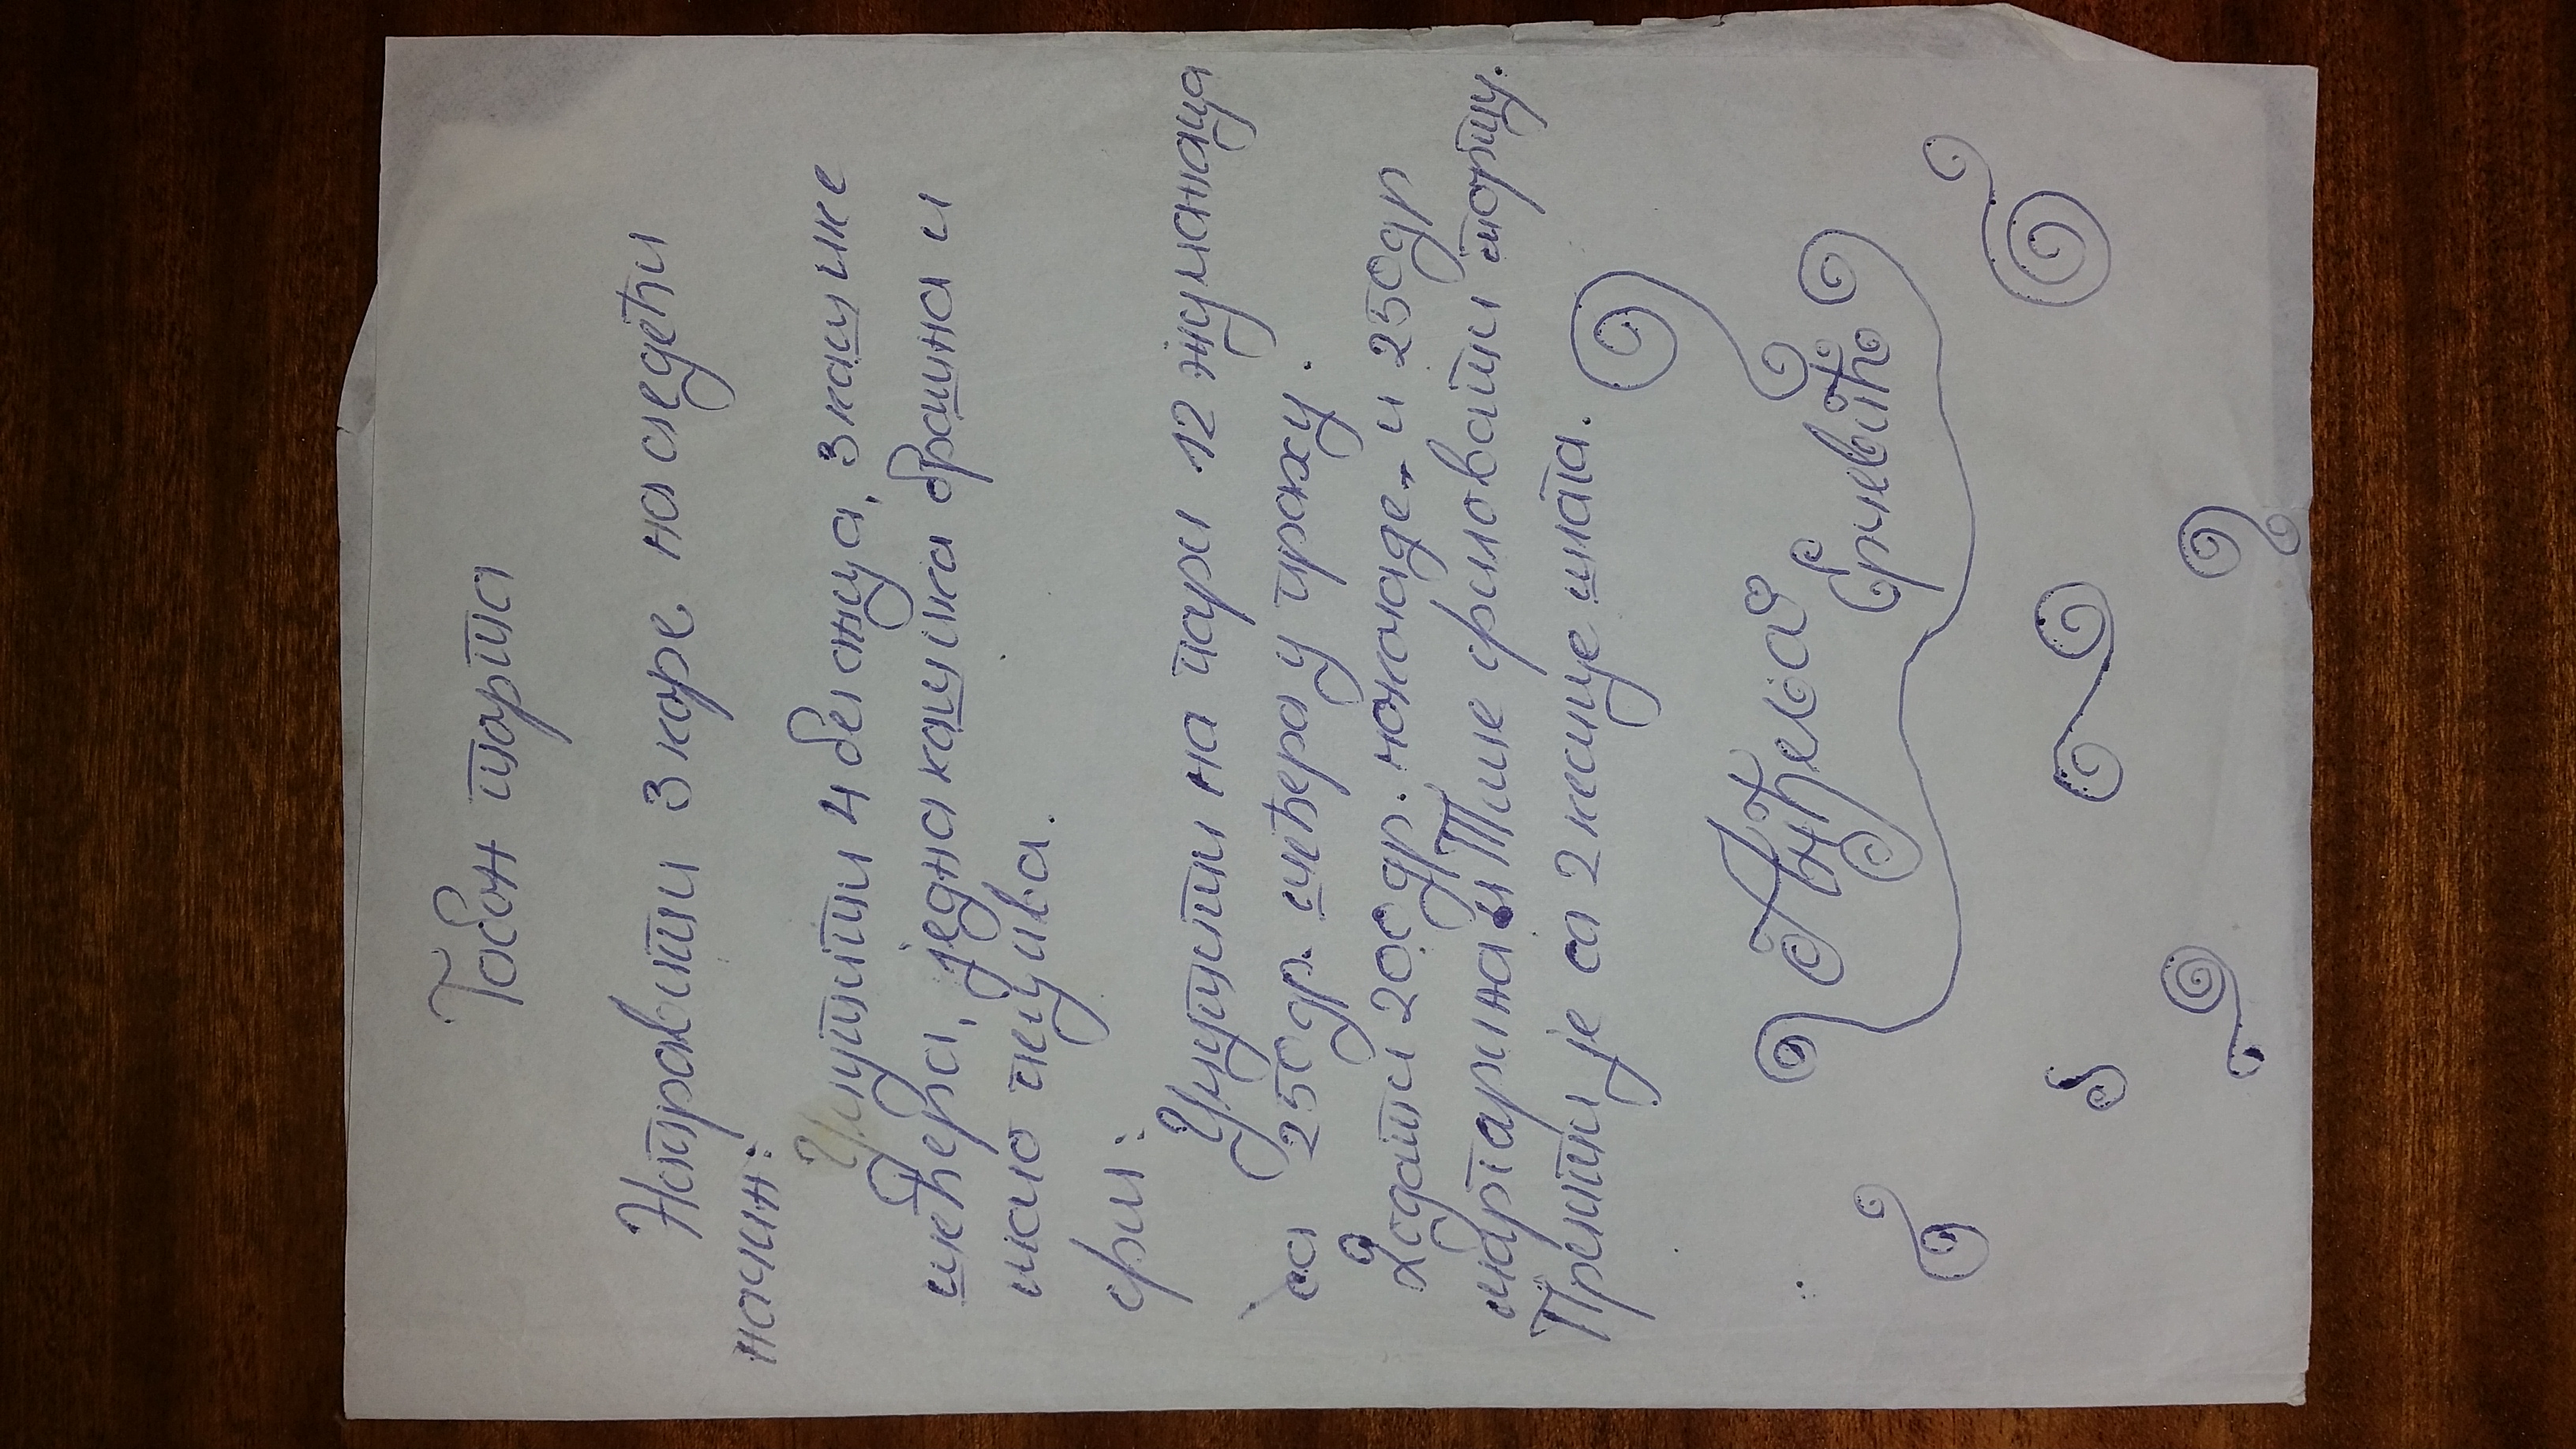 Тобон торта
Направити 3 коре на следећи
начин:
Умутити 4 беланца, 3 кашике
шећера, једна кашика брашна и
мало пецива.
фил:
Умутити на пари 12 жуманаца
са 250 гр. шећера у праху.
Додати 200 гр. чоколаде и 250 гр
маргарина и Тиме филовати торту.
Прелити је са 2 кесице шлага.
Анђела
Ерчевић